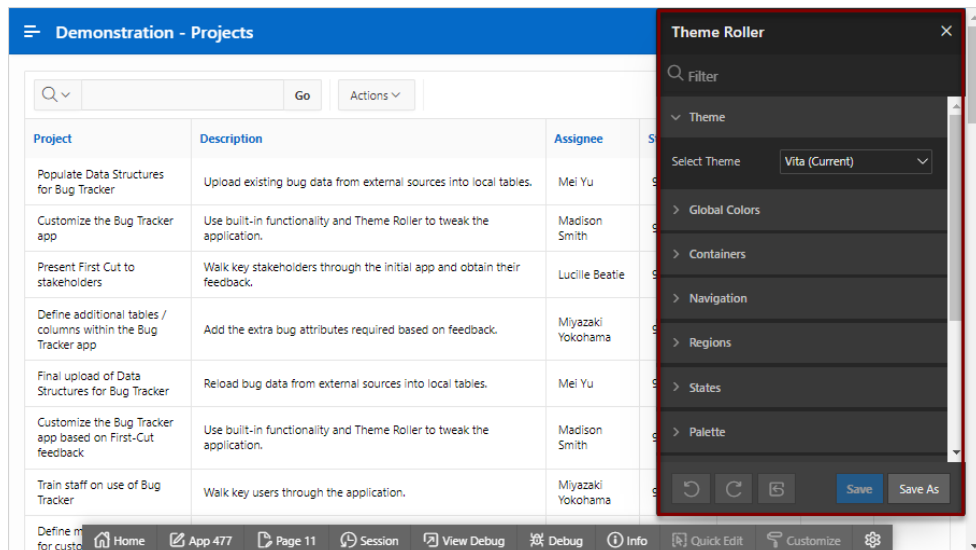 Demonstration - Projects
Go
Actions
Project
Description
Assignee
Populate Data Structures
for Bug Tracker
Upload existing bug data from external sources into local tables.
Mei Yu
Customize the Bug Tracker
app
Use built-in functionality and Theme Roller to tweak the
application.
Madison
Smith
Present First Cut to
stakeholders
Walk key stakeholders through the initial app and obtain their
feedback.
Lucille Beatie
Define additional tables /
columns within the Bug
Tracker app
Add the extra bug attributes required based on feedback.
Miyazaki
Yokohama
Final upload of Data
Structures for Bug Tracker
Reload bug data from external sources into local tables.
Mei Yu
Customize the Bug Tracker
app based on First-Cut
feedback
Use built-in functionality and Theme Roller to tweak the
application.
Madison
Smith
Train staff on use of Bug
Tracker
Walk key users through the application.
Miyazaki
Yokohama
Define
for
Theme Roller
Filter
Theme
Select Theme
Vita (Current)
Global Colors
Containers
Navigation
Regions
States
Palette
Save
Save As
Home
App 477
Page 11
Session
View Debug
Debug
Info
Quick Edit
Customize